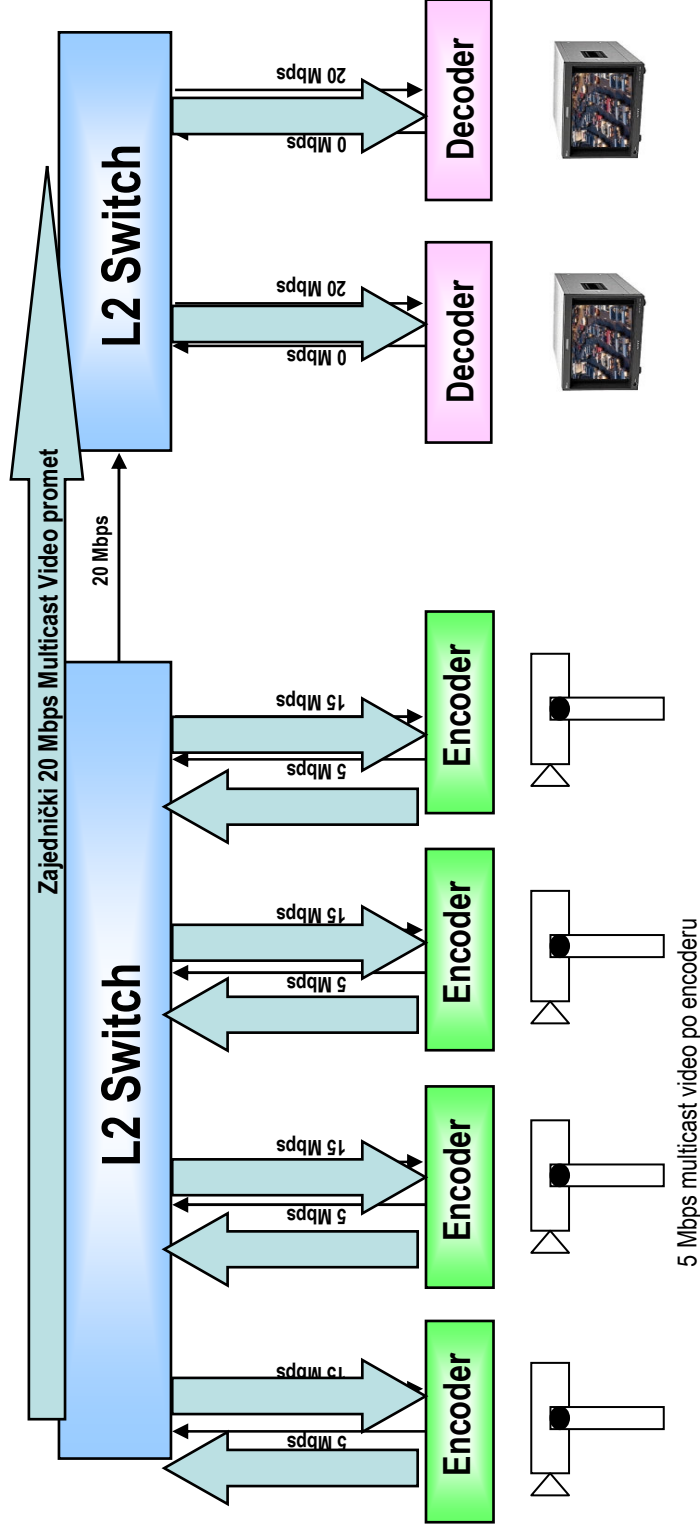 Zajednički 20 Mbps Multicast Video promet
L2 Switch
20 Mbps
L2 Switch
5 Mbps
15 Mbps
5 Mbps
15 Mbps
5 Mbps
15 Mbps
5 Mbps
15 Mbps
0 Mbps
20 Mbps
0 Mbps
20 Mbps
Encoder
Encoder
Encoder
Encoder
Decoder
Decoder
5 Mbps multicast video po encoderu